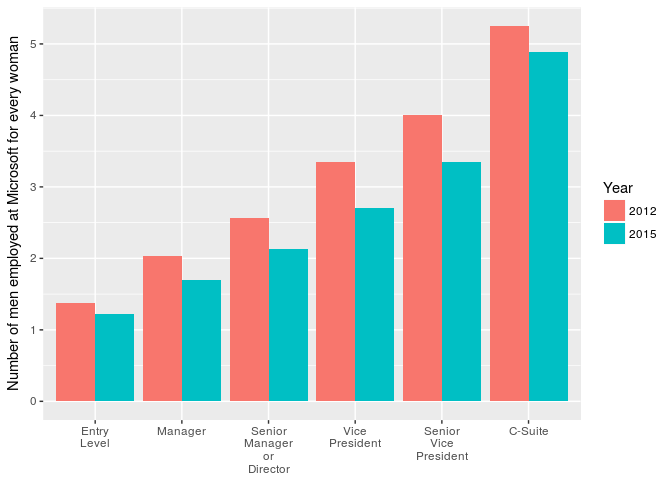 Number of men employed at Microsoft for every woman
5
4
3
2
1
0
Entry
Level
Manager
Senior
Manager
or
Director
Vice
President
Senior
Vice
President
C-Suite
Year
2012
2015